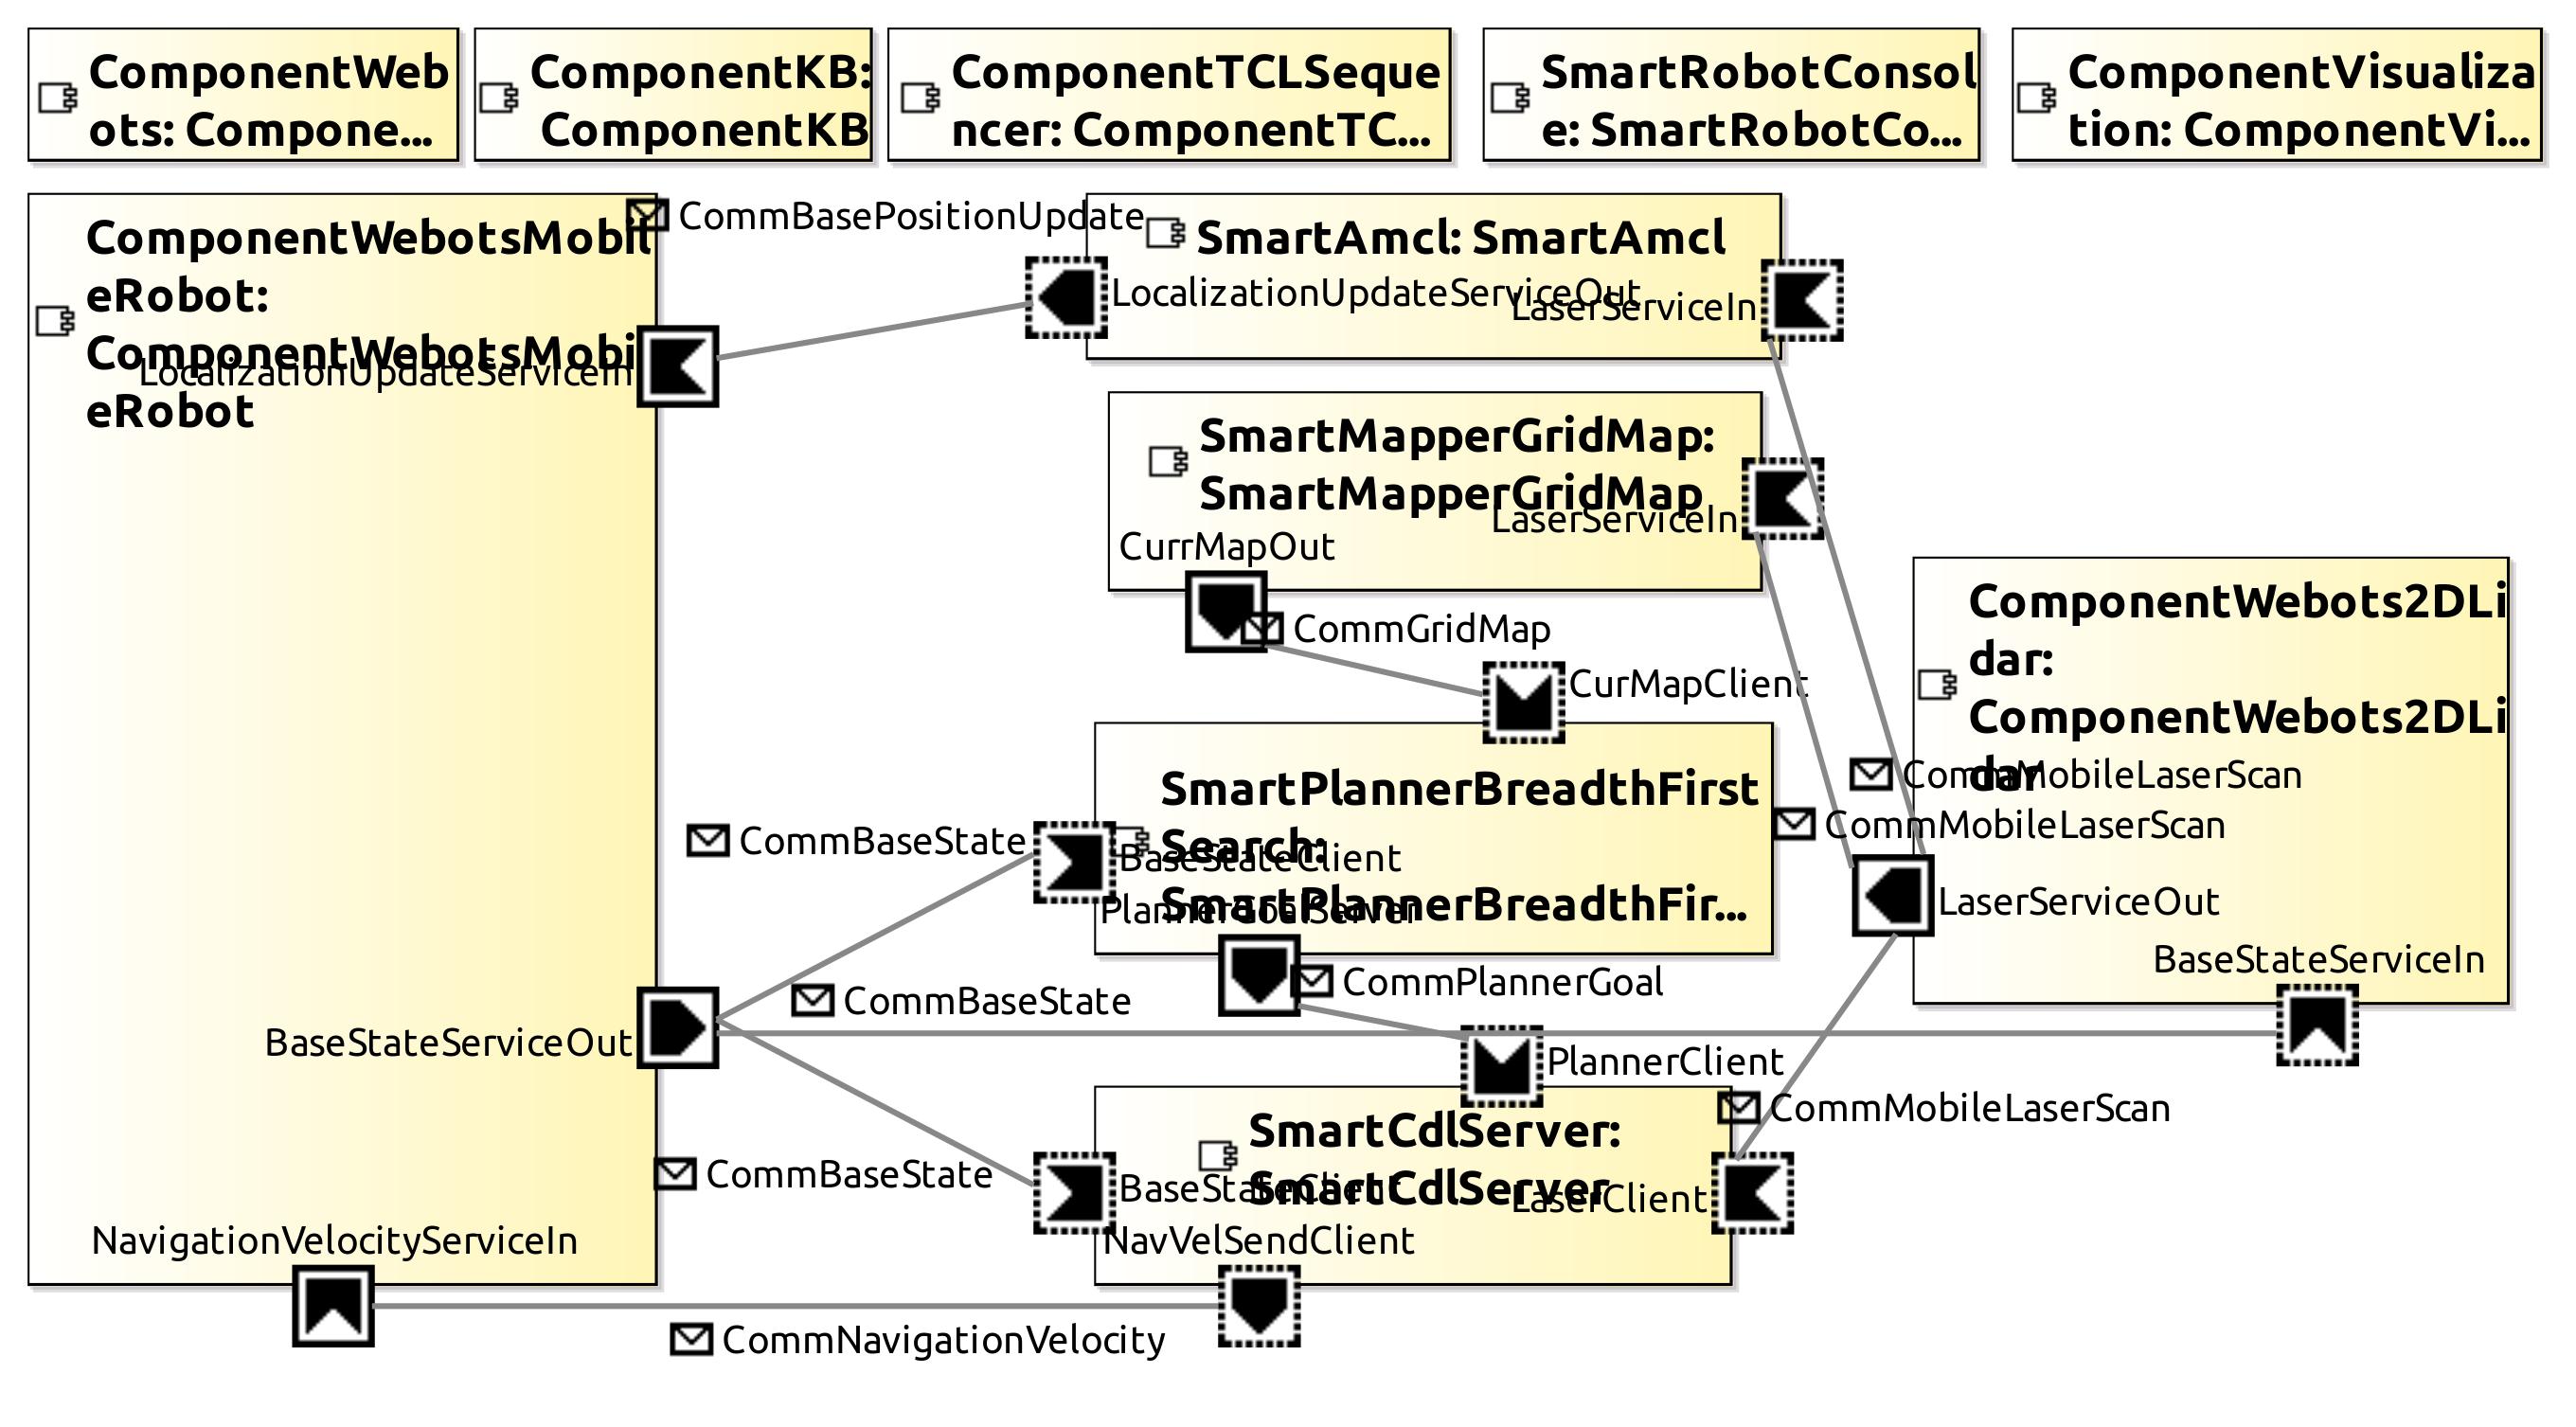 ComponentWeb
ots: Compone...
ComponentKB:
ComponentKB
ComponentTCLSeque
ncer: ComponentTC...
SmartRobotConsol
e: SmartRobotCo...
ComponentVisualiza
tion: ComponentVi...
ComponentWebotsMobil
eRobot:
ComponentWebotsMobi
eRobot
LocalizationUpdateServiceIn
CommBasePositionUpdate
SmartAmcl: SmartAmcl
LocalizationUpdateServiceOut
LaserServiceIn
SmartMapperGridMap:
SmartMapperGridMap
LaserServiceIn
CurrMapOut
CommGridMap
CurMapClient
ComponentWebots2DLi
dar:
ComponentWebots2DLi
dar
CommMobileLaserScan
CommMobileLaserScan
LaserServiceOut
BaseStateServiceIn
SmartPlannerBreadthFirst
Search:
SmartPlannerBreadthFir...
CommBaseState
BaseStateClient
PlannerGoalServer
CommPlannerGoal
CommBaseState
BaseStateServiceOut
PlannerClient
SmartCdlServer:
SmartCdlServer
CommMobileLaserScan
CommBaseState
BaseStateClient
LaserClient
NavVelSendClient
NavigationVelocityServiceIn
CommNavigationVelocity